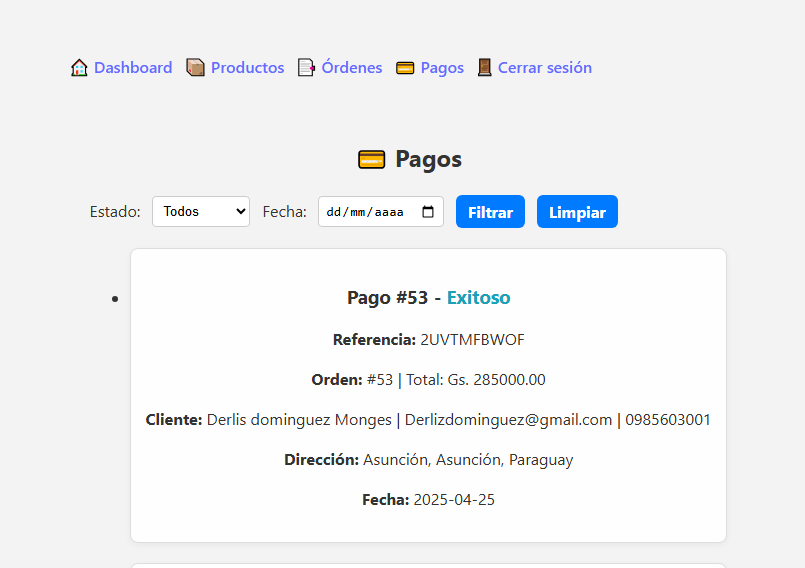 Dashboard Productos Órdenes Pagos Cerrar sesión
Pagos
Estado: Todos Fecha: dd/mm/aaaa Filtrar Limpiar
Pago #53 - Exitoso
Referencia: 2UVTMFBWOF
Orden: #53 | Total: Gs. 285000.00
Cliente: Derlis dominguez Monges | Derlizdominguez@gmail.com | 0985603001
Dirección: Asunción, Asunción, Paraguay
Fecha: 2025-04-25